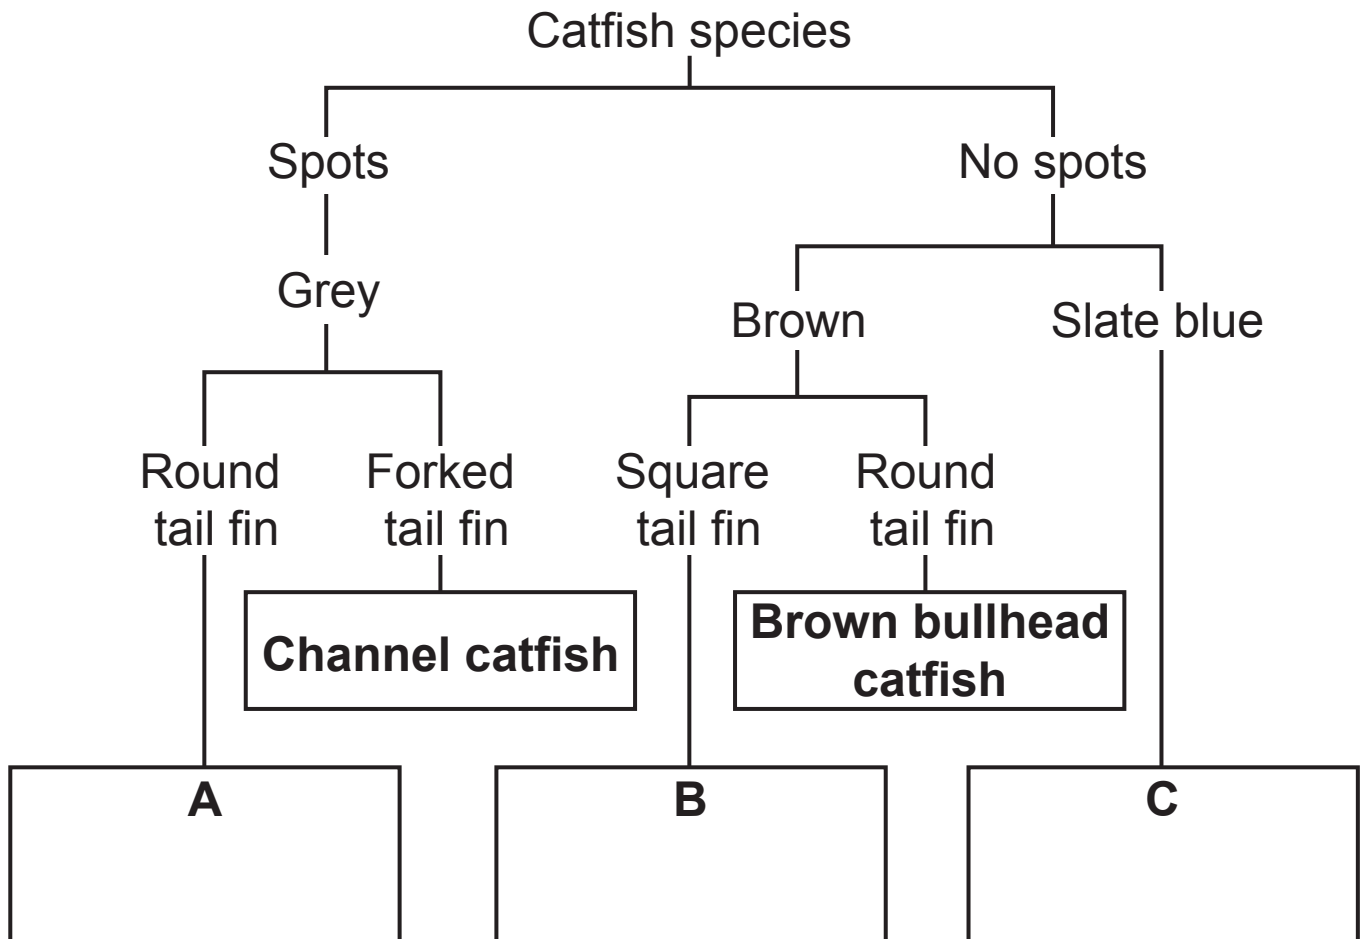 Catfish species
Spots
No spots
Grey
Brown
Slate blue
Round
tail fin
Forked
tail fin
Square
tail fin
Round
tail fin
Channel catfish
Brown bullhead
catfish
A
B
C